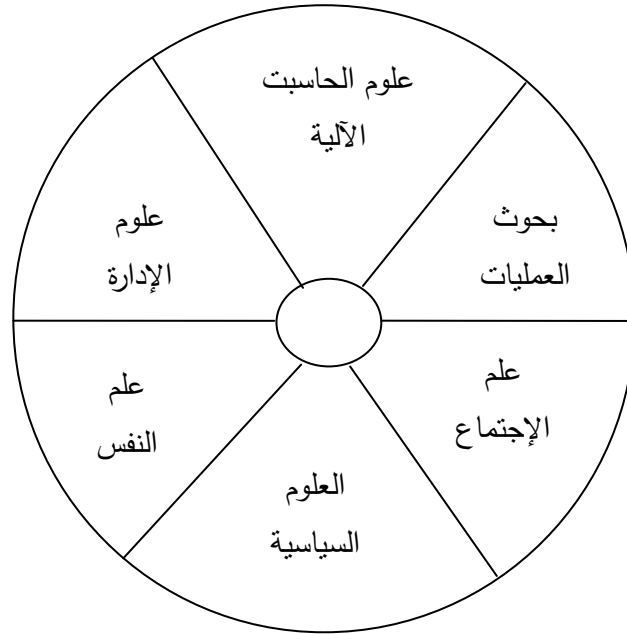 علوم الحاسبت
الآلية
بحوث
العمليات
علوم
الإدارة
علم
الإجتماع
علم
النفس
العلوم
السياسية